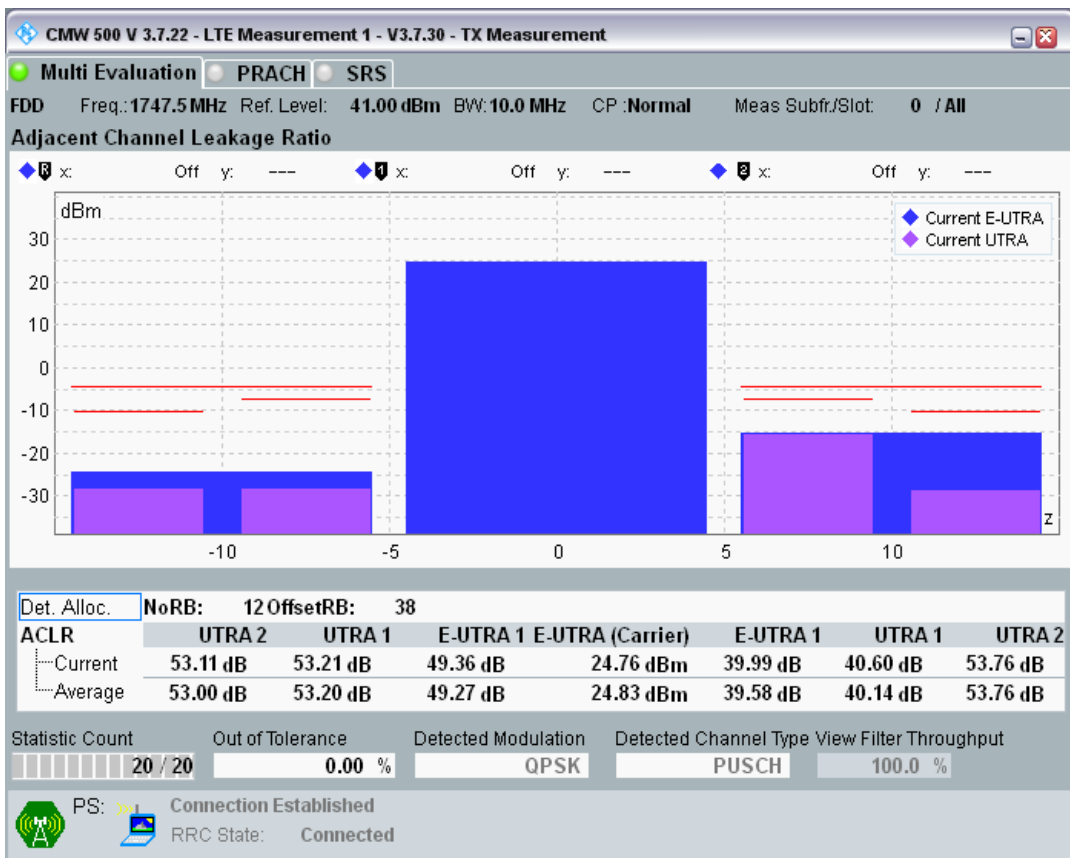 CMW 500 V 3.7.22 - LTE Measurement 1 - V3.7.30 - TX Measurement
Multi Evaluation PRACH SRS
FDD Freq.: 1747.5 MHz Ref. Level: 41.00 dBm BW: 10.0 MHz CP :Normal Meas Subfr./Slot: 0 / All
Adjacent Channel Leakage Ratio
R x: Off y: --- 1 x: Off y: --- 2 x: Off y: ---
dBm
Current E-UTRA
Current UTRA
30
20
10
0
-10
-20
-30
z
-10 -5 0 5 10
Det. Alloc. NoRB: 12 OffsetRB: 38
ACLR UTRA 2 UTRA 1 E-UTRA 1 E-UTRA (Carrier) E-UTRA 1 UTRA 1 UTRA 2
Current 53.11 dB 53.21 dB 49.36 dB 24.76 dBm 39.99 dB 40.60 dB 53.76 dB
Average 53.00 dB 53.20 dB 49.27 dB 24.83 dBm 39.58 dB 40.14 dB 53.76 dB
Statistic Count Out of Tolerance Detected Modulation Detected Channel Type View Filter Throughput
20 / 20 0.00 % QPSK PUSCH 100.0 %
PS: Connection Established
RRC State: Connected